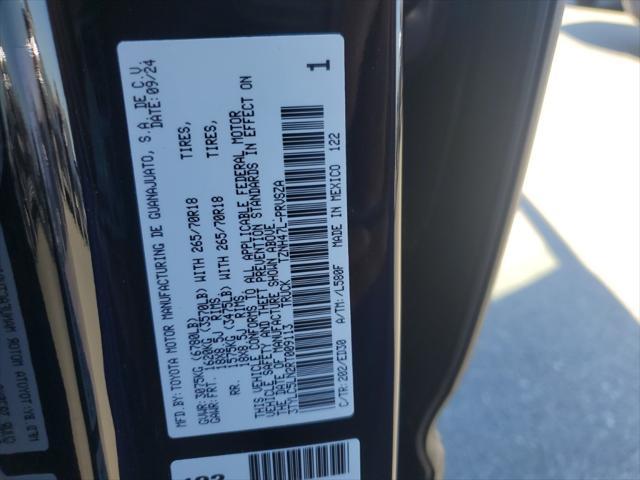 MFD.BY: TOYOTA MOTOR MANUFACTURING DE GUANAJUATO, S.A. DE C.V.
DATE: 09/24
GVWR: 3075KG (6780LB)
GAWR: FRT. 1620KG (3570LB) WITH 265/70R18 TIRES,
18X8.5J RIMS
RR. 1575KG (3475LB) WITH 265/70R18 TIRES,
18X8.5J RIMS
THIS VEHICLE CONFORMS TO ALL APPLICABLE FEDERAL MOTOR
VEHICLE SAFETY AND THEFT PREVENTION STANDARDS IN EFFECT ON
THE DATE OF MANUFACTURE SHOWN ABOVE.
TRUCK TZNH47L-PRVSZA
C/TR: 202/ED30 A/TM: /L580F MADE IN MEXICO 122
1